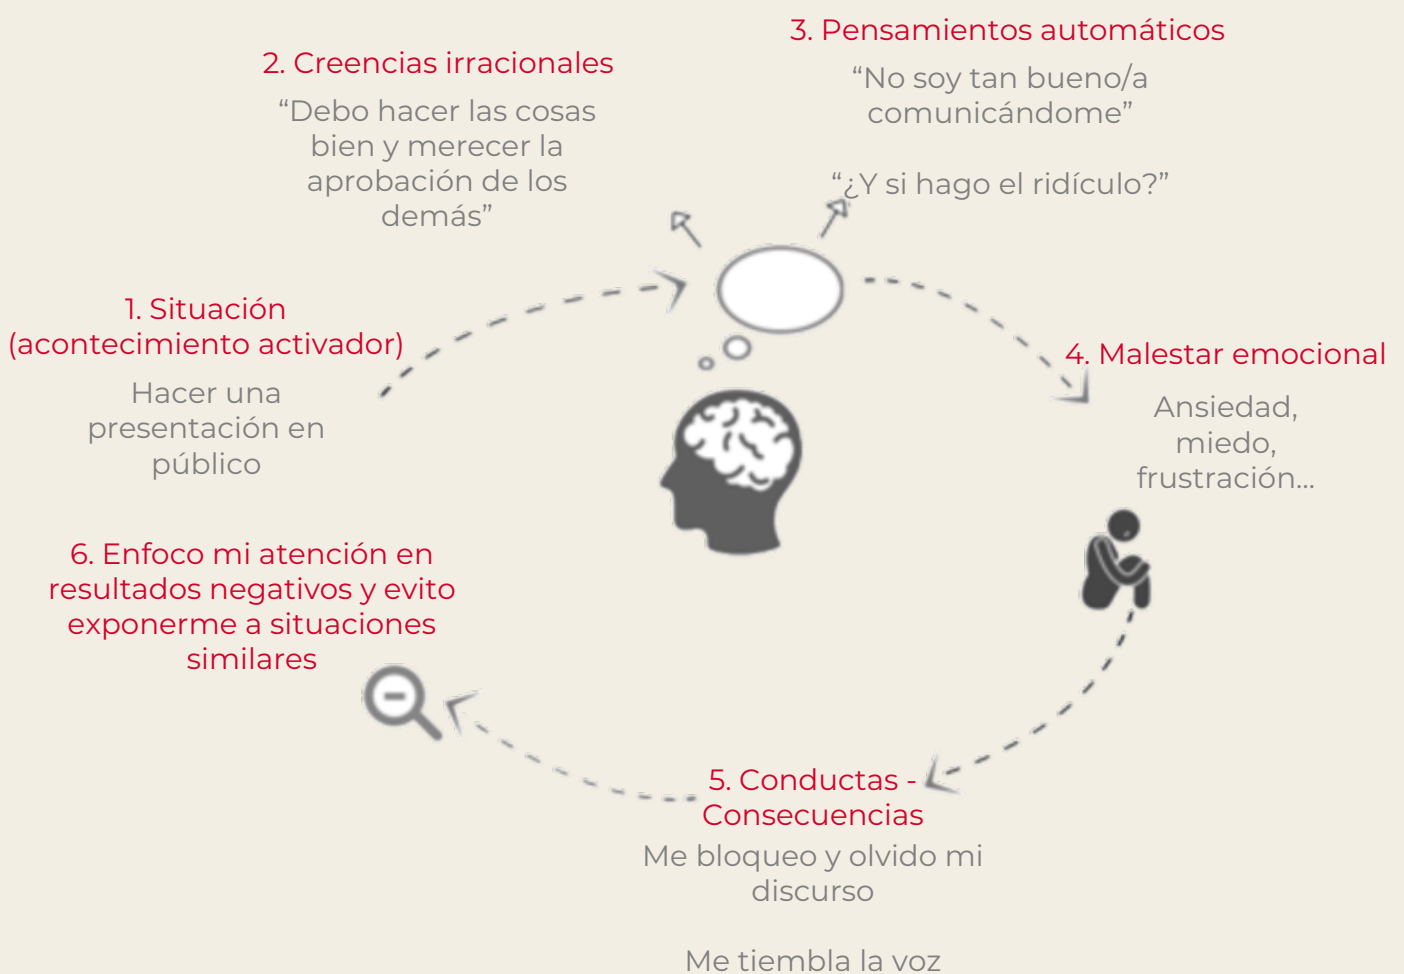 1. Situación
(acontecimiento activador)
Hacer una
presentación en
público
2. Creencias irracionales
“Debo hacer las cosas
bien y merecer la
aprobación de los
demás”
3. Pensamientos automáticos
“No soy tan bueno/a
comunicándome”
“¿Y si hago el ridículo?”
4. Malestar emocional
Ansiedad,
miedo,
frustración...
5. Conductas -
Consecuencias
Me bloqueo y olvido mi
discurso
Me tiembla la voz
6. Enfoco mi atención en
resultados negativos y evito
exponerme a situaciones
similares